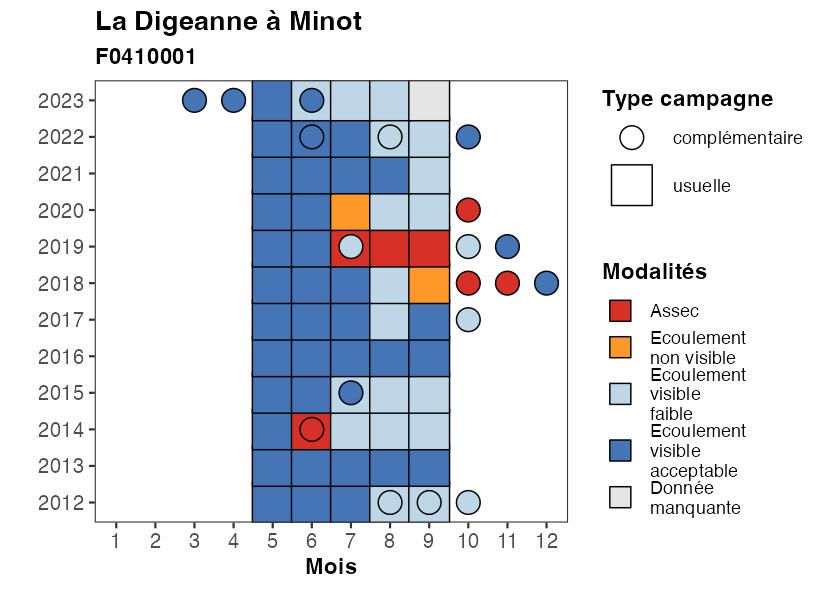 La Digeanne à Minot
F0410001
2023
2022
2021
2020
2019
2018
2017
2016
2015
2014
2013
2012
1 2 3 4 5 6 7 8 9 10 11 12
Mois
Type campagne
complémentaire
usuelle
Modalités
Assec
Ecoulement
non visible
Ecoulement
visible
faible
Ecoulement
visible
acceptable
Donnée
manquante